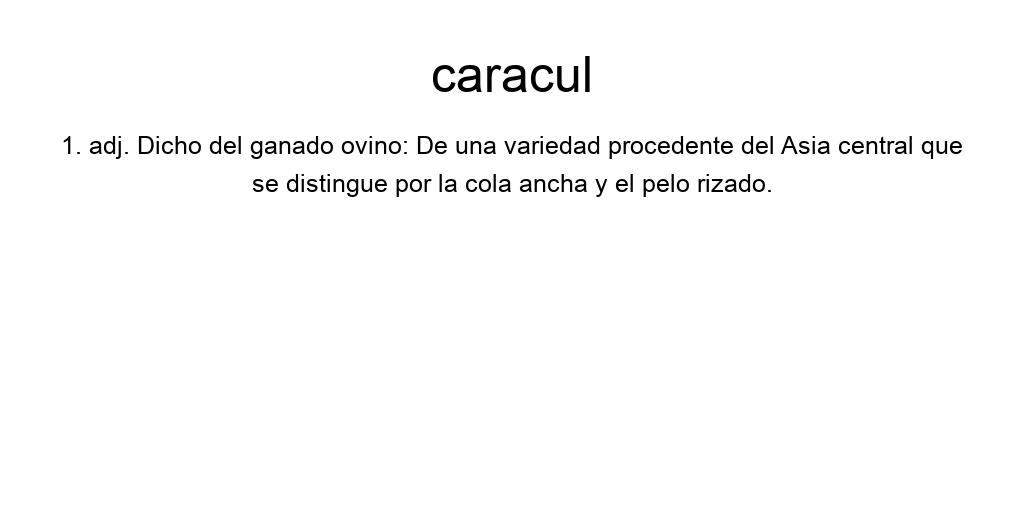 caracul
1. adj. Dicho del ganado ovino: De una variedad procedente del Asia central que
se distingue por la cola ancha y el pelo rizado.